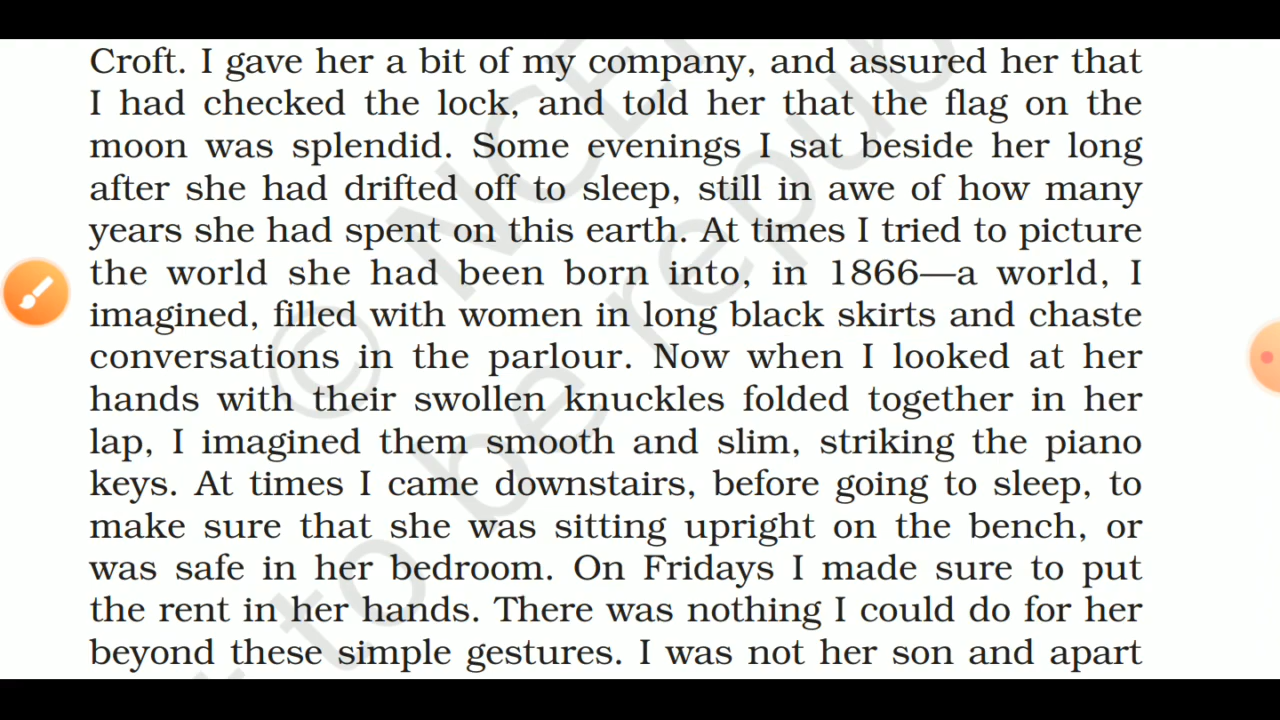 Croft. I gave her a bit of my company, and assured her that
I had checked the lock, and told her that the flag on the
moon was splendid. Some evenings I sat beside her long
after she had drifted off to sleep, still in awe of how many
years she had spent on this earth. At times I tried to picture
the world she had been born into, in 1866—a world, I
imagined, filled with women in long black skirts and chaste
conversations in the parlour. Now when I looked at her
hands with their swollen knuckles folded together in her
lap, I imagined them smooth and slim, striking the piano
keys. At times I came downstairs, before going to sleep, to
make sure that she was sitting upright on the bench, or
was safe in her bedroom. On Fridays I made sure to put
the rent in her hands. There was nothing I could do for her
beyond these simple gestures. I was not her son and apart
© NCE
to be repub